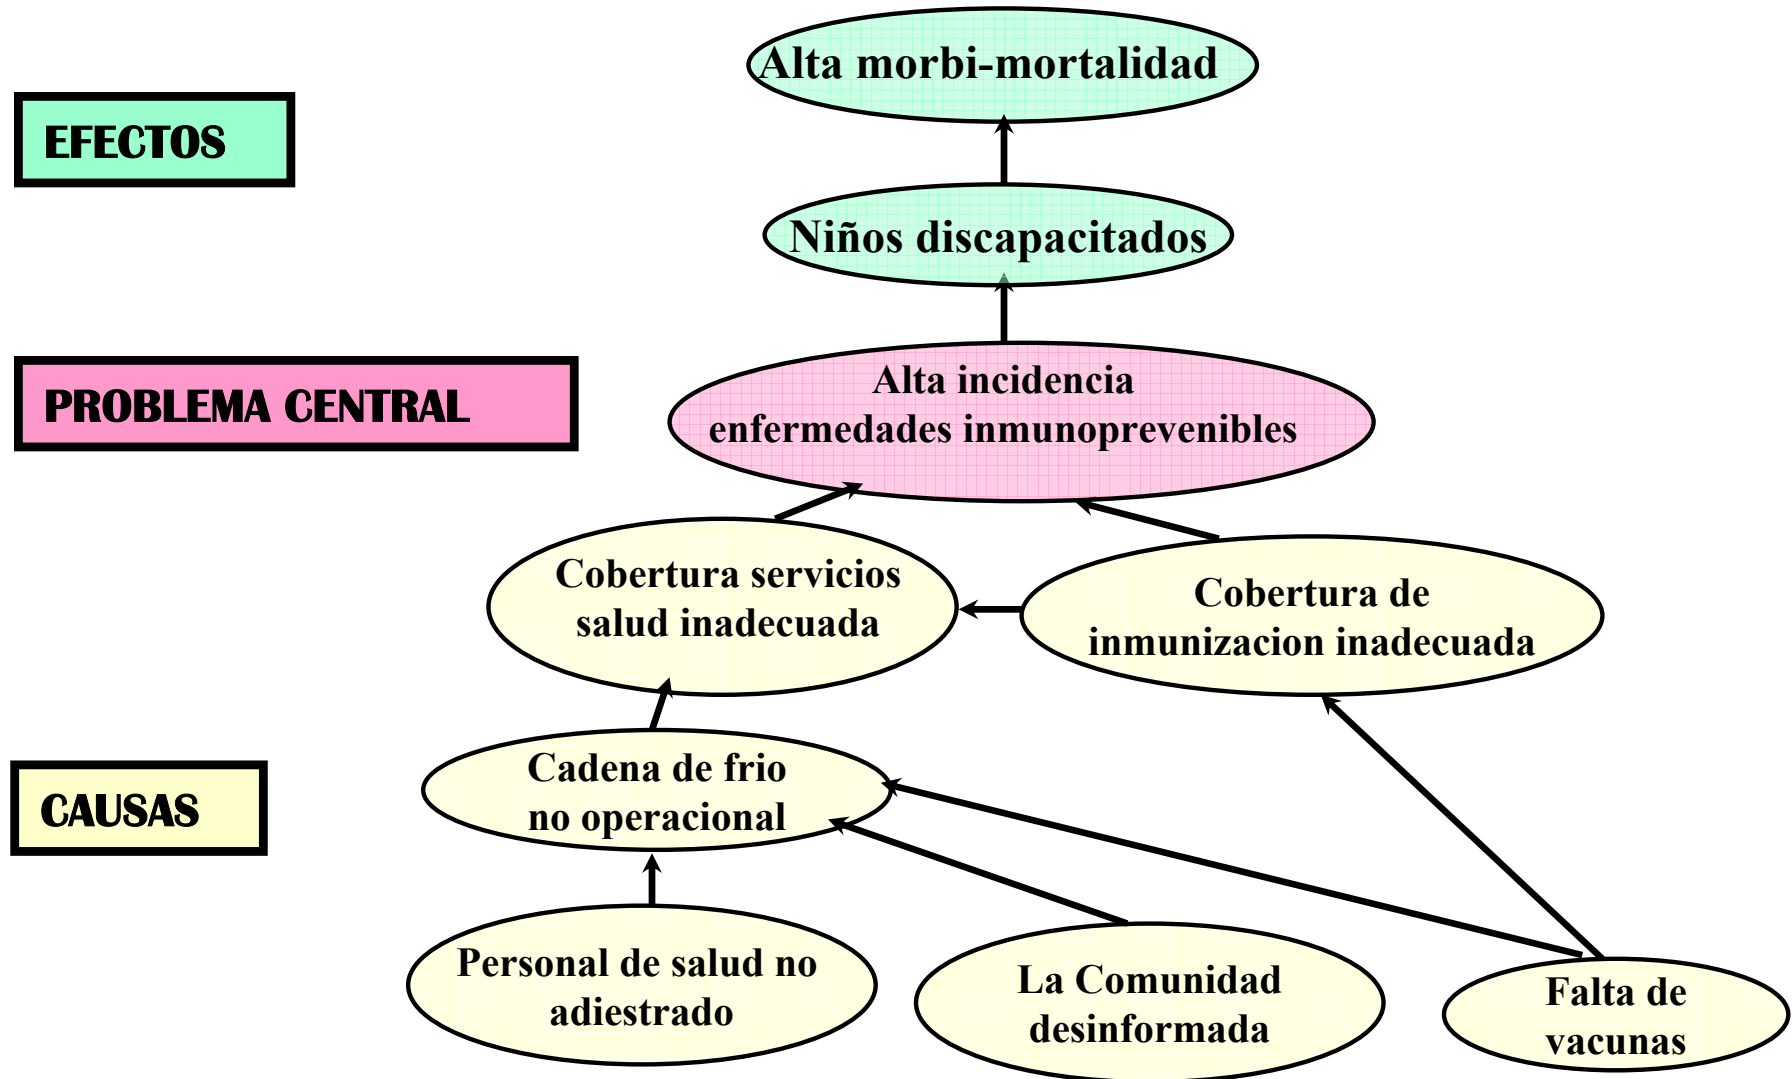 Alta morbi-mortalidad
EFECTOS
Niños discapacitados
PROBLEMA CENTRAL
Alta incidencia
enfermedades inmunoprevenibles
Cobertura servicios
salud inadecuada
Cobertura de
inmunizacion inadecuada
CAUSAS
Cadena de frio
no operacional
Personal de salud no
adiestrado
La Comunidad
desinformada
Falta de
vacunas